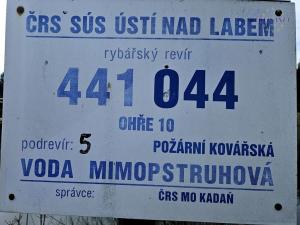 ČRS SÚS ÚSTÍ NAD LABEM
rybářský revír
441 044
OHŘE 10
podrevír: 5 POŽÁRNÍ KOVÁŘSKÁ
VODA MIMOPSTRUHOVÁ
správce: ČRS MO KADAŇ